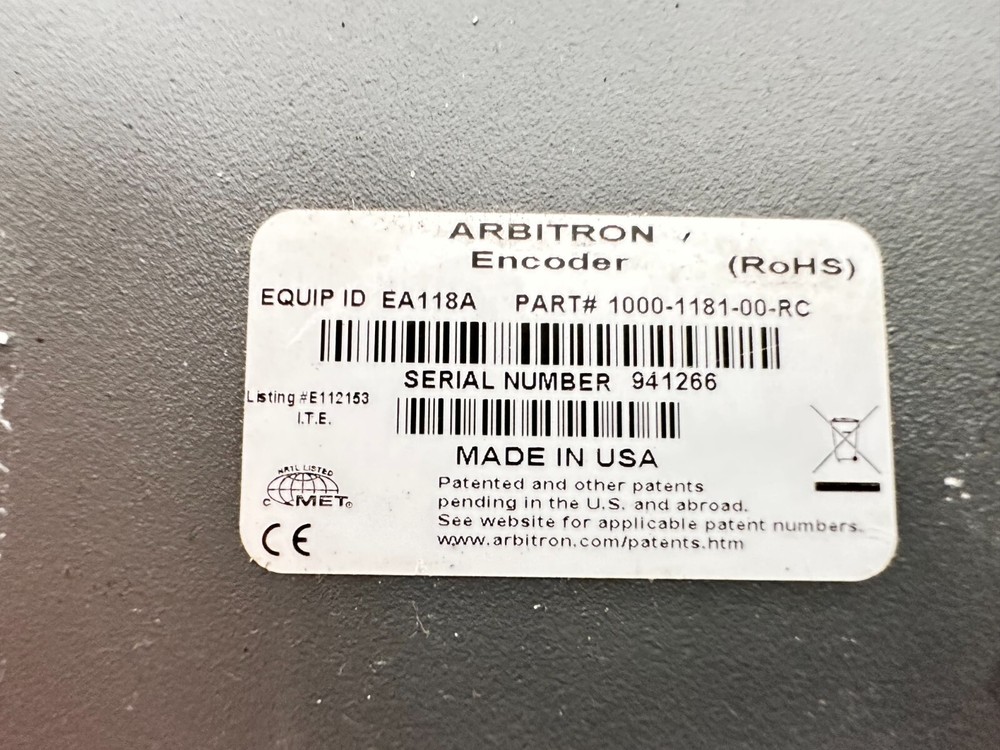 ARBITRON
Encoder (RoHS)
EQUIP ID EA118A PART# 1000-1181-00-RC
SERIAL NUMBER 941266
Listing #E112153
I.T.E.
MADE IN USA
NATL LISTED
C MET®
CE
Patented and other patents
pending in the U.S. and abroad.
See website for applicable patent numbers.
www.arbitron.com/patents.htm